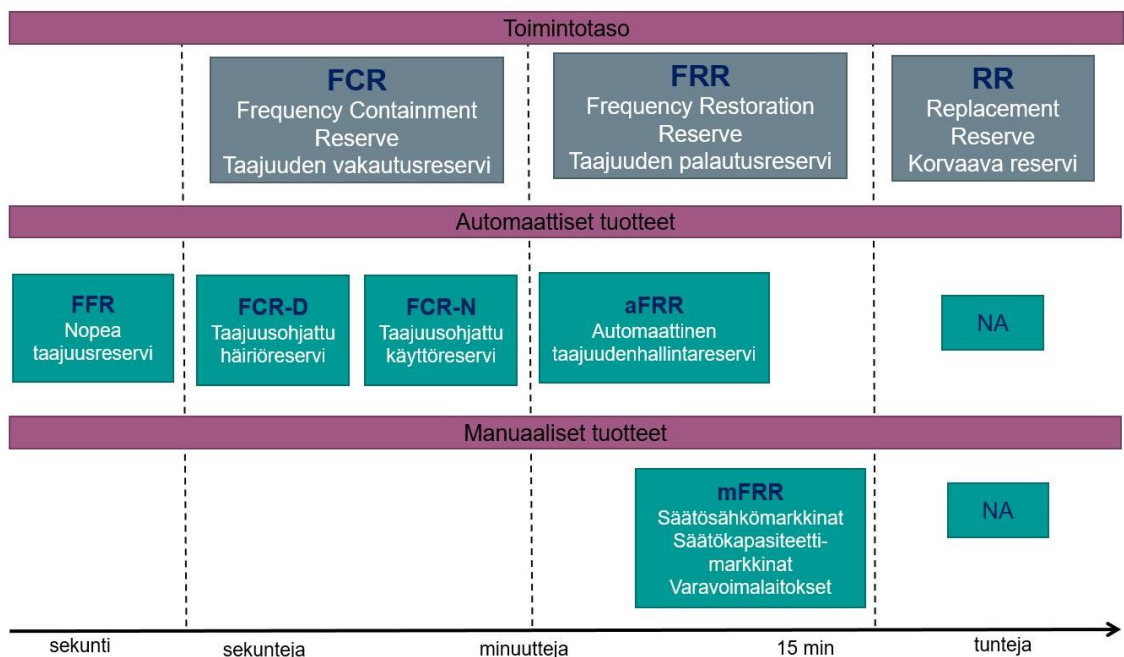 Toimintotaso
FCR
Frequency Containment
Reserve
Taajuuden vakautusreservi
FRR
Frequency Restoration
Reserve
Taajuuden palautusreservi
RR
Replacement
Reserve
Korvaava reservi
Automaattiset tuotteet
FFR
Nopea
taajuusreservi
FCR-D
Taajuusohjattu
häiriöreservi
FCR-N
Taajuusohjattu
käyttöreservi
aFRR
Automaattinen
taajuudenhallintareservi
NA
Manuaaliset tuotteet
mFRR
Säätösähkömarkkinat
Säätökapasiteetti-
markkinat
Varavoimalaitokset
NA
sekunti
sekunteja
minuutteja
15 min
tunteja